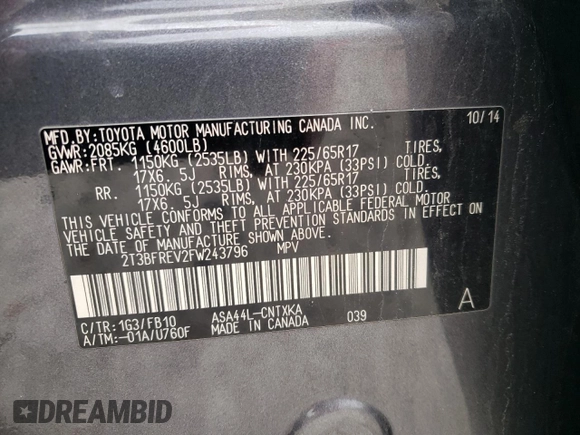 MFD.BY:TOYOTA MOTOR MANUFACTURING CANADA INC. 10/14
GVWR:2085KG (4600LB)
GAWR:FRT. 1150KG (2535LB) WITH 225/65R17 TIRES,
17X6. 5J RIMS, AT 230KPA (33PSI) COLD.
RR. 1150KG (2535LB) WITH 225/65R17 TIRES,
17X6. 5J RIMS, AT 230KPA (33PSI) COLD.
THIS VEHICLE CONFORMS TO ALL APPLICABLE FEDERAL MOTOR
VEHICLE SAFETY AND THEFT PREVENTION STANDARDS IN EFFECT ON
THE DATE OF MANUFACTURE SHOWN ABOVE.
2T3BFREV2FW243796 MPV
A
C/TR:1G3/FB10 ASA44L-CNTXKA
A/TM:-01A/U760F MADE IN CANADA 039
DREAMBID